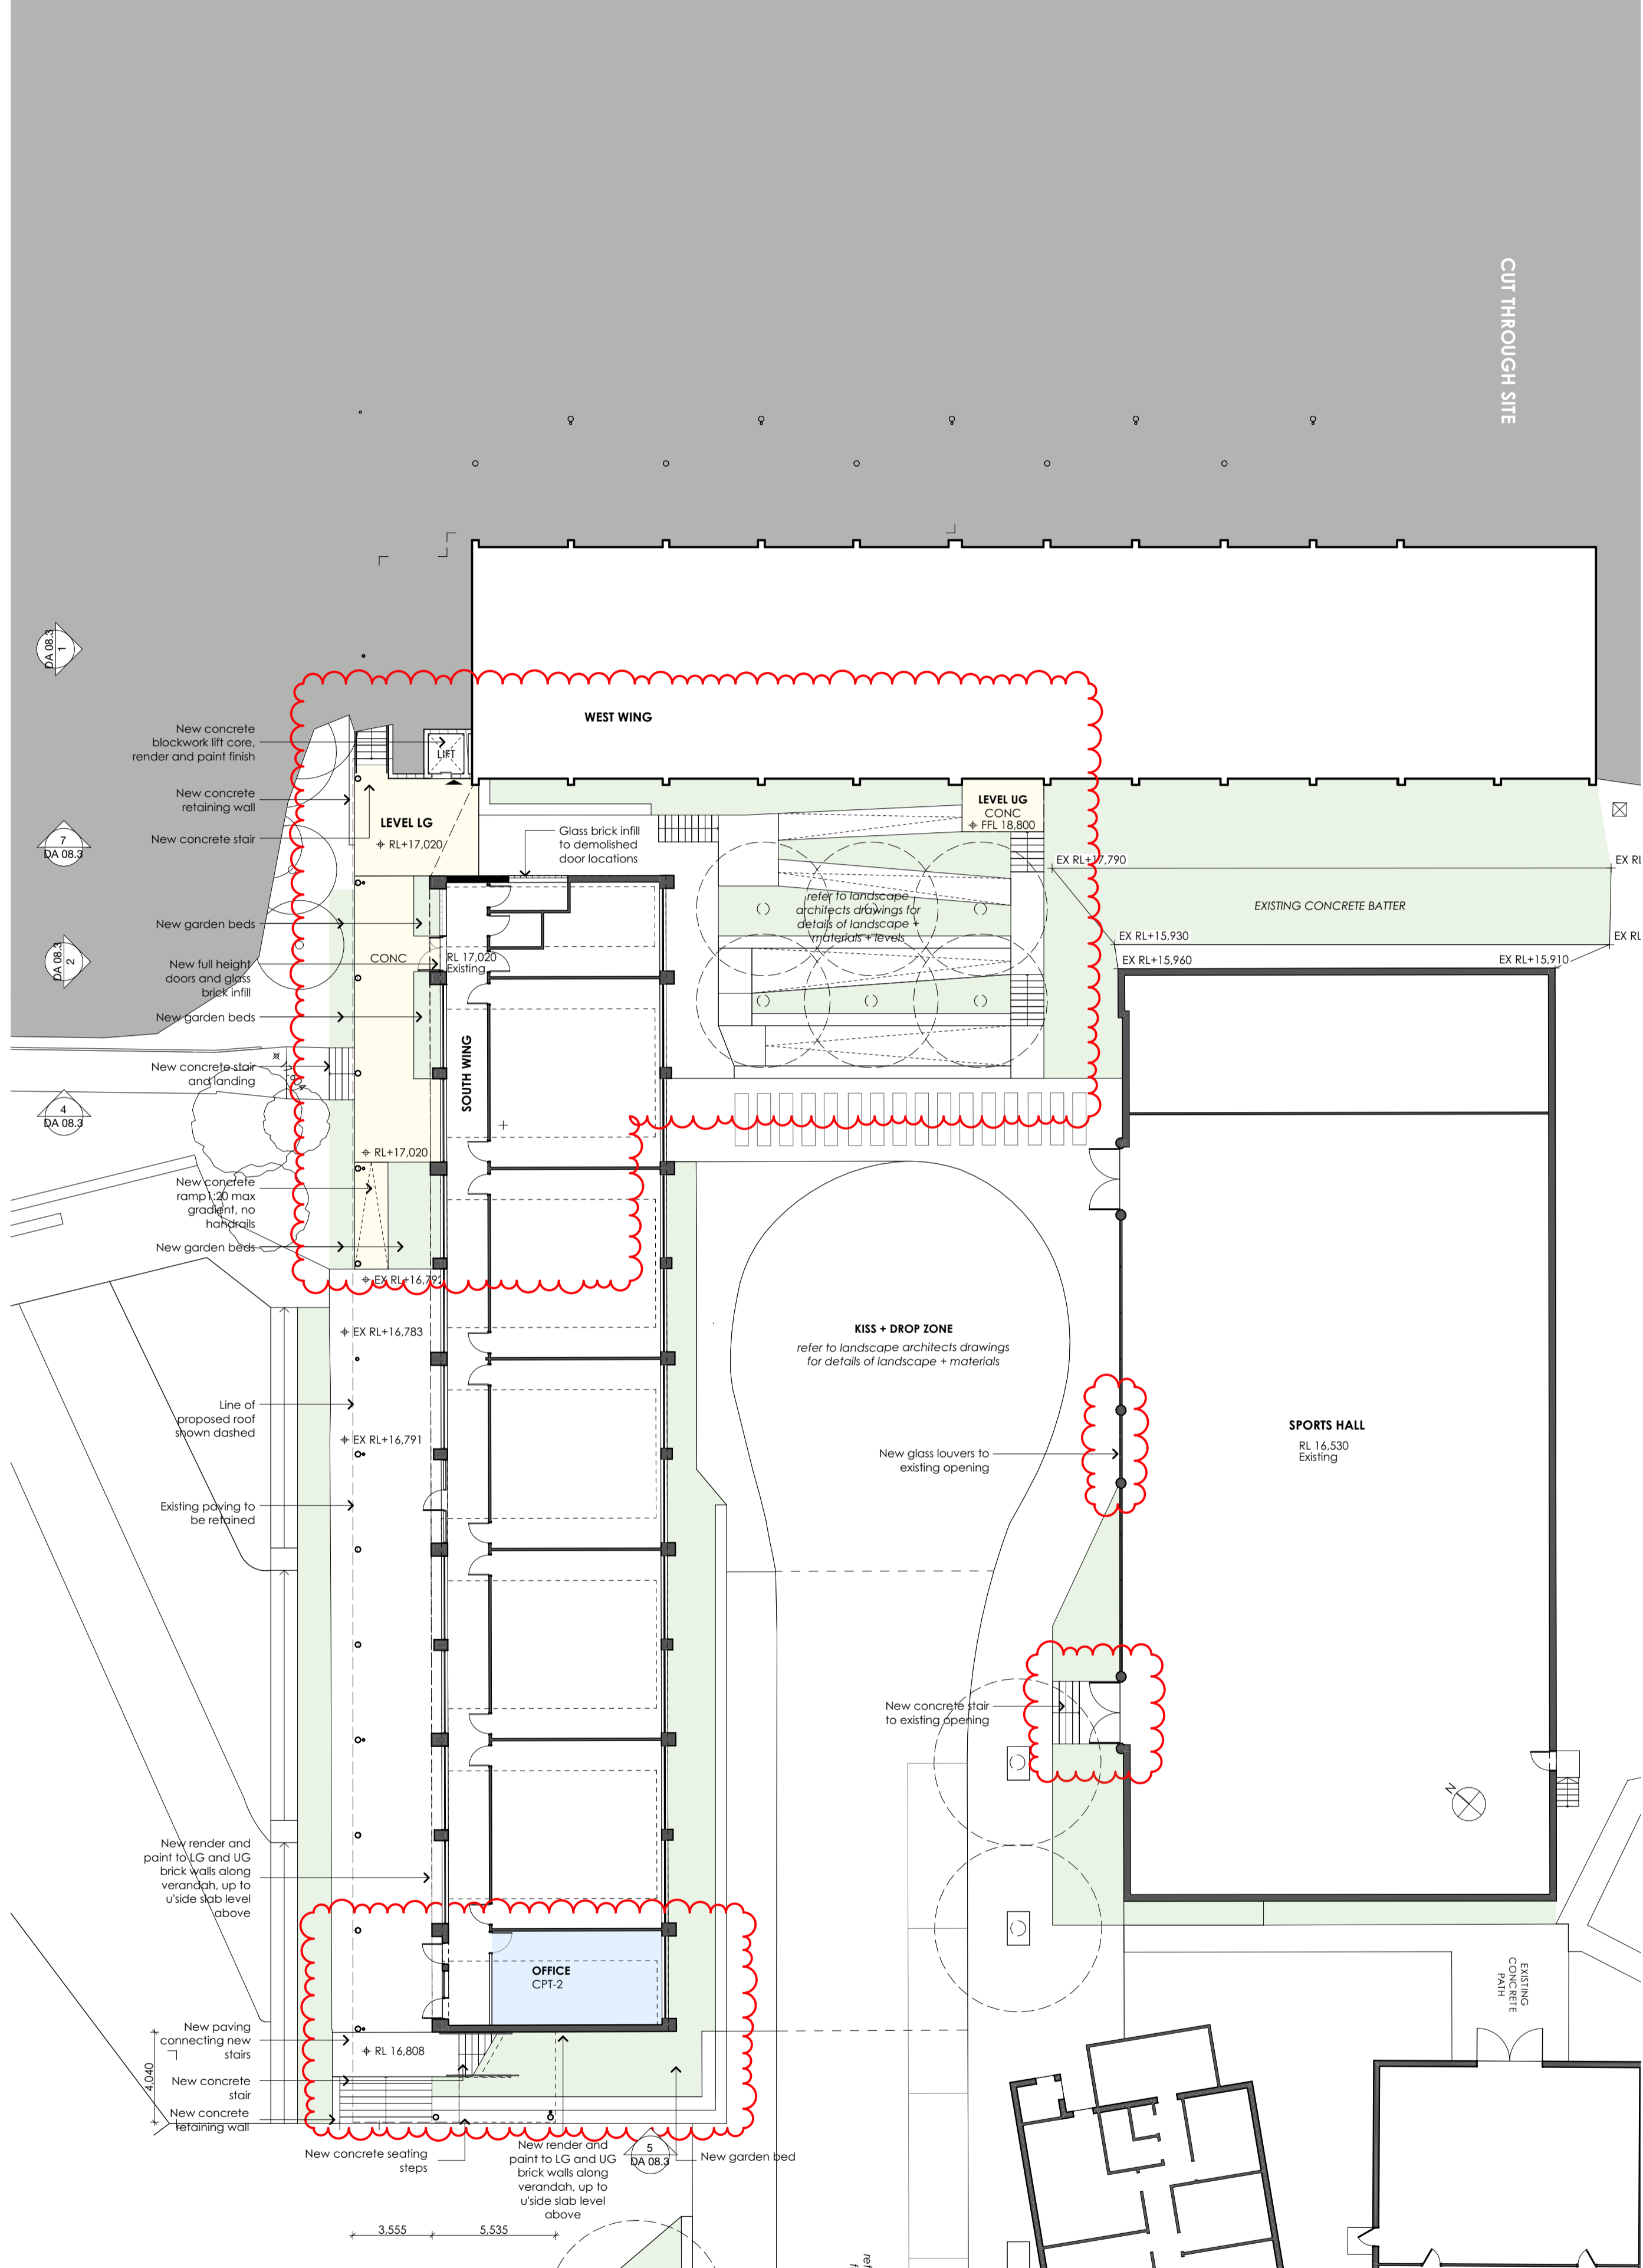 CUT THROUGH SITE
DA 08.3
1
WEST WING
New concrete
blockwork lift core,
render and paint finish
LIFT
New concrete
retaining wall
LEVEL UG
CONC
FFL 18,800
LEVEL LG
RL+17,020
New concrete stair
Glass brick infill
to demolished
door locations
7
DA 08.3
EX RL+17,790
EX RL
refer to landscape
architects drawings for
details of landscape +
materials + levels
EXISTING CONCRETE BATTER
New garden beds
EX RL+15,930
EX RL
CONC
RL 17,020
Existing
DA 08.3
2
New full height
doors and glass
brick infill
EX RL+15,960
EX RL+15,910
New garden beds
SOUTH WING
New concrete stair
and landing
4
DA 08.3
RL+17,020
New concrete
ramp1:20 max
gradient, no
handrails
New garden beds
EX RL+16,792
EX RL+16,783
KISS + DROP ZONE
refer to landscape architects drawings
for details of landscape + materials
Line of
proposed roof
shown dashed
EX RL+16,791
SPORTS HALL
RL 16,530
Existing
New glass louvers to
existing opening
Existing paving to
be retained
New concrete stair
to existing opening
N
New render and
paint to LG and UG
brick walls along
verandah, up to
u'side slab level
above
OFFICE
CPT-2
EXISTING
CONCRETE
PATH
New paving
connecting new
stairs
RL 16,808
4,040
New concrete
stair
New concrete
retaining wall
New concrete seating
steps
New render and
paint to LG and UG
brick walls along
verandah, up to
u'side slab level
above
5
DA 08.3
New garden bed
3,555
5,535